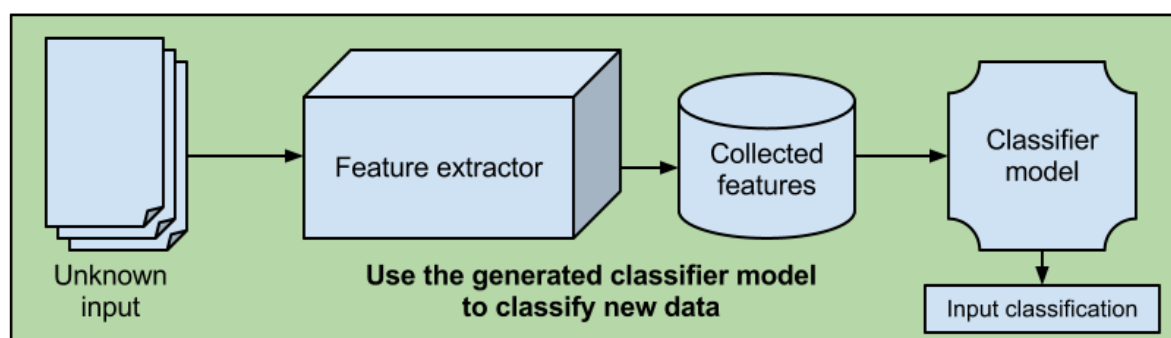 Unknown
input
Feature extractor
Collected
features
Classifier
model
Use the generated classifier model
to classify new data
Input classification